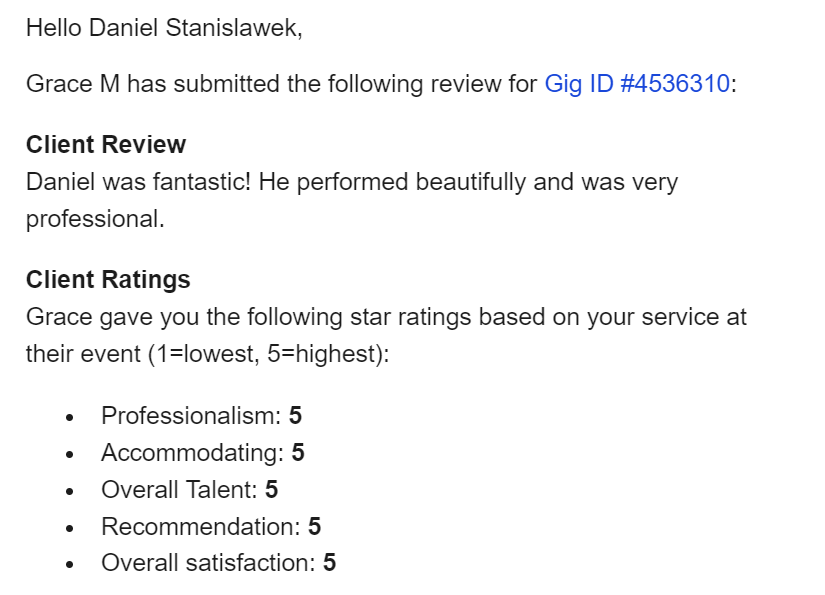 Hello Daniel Stanislawek,
Grace M has submitted the following review for Gig ID #4536310:
Client Review
Daniel was fantastic! He performed beautifully and was very
professional.
Client Ratings
Grace gave you the following star ratings based on your service at
their event (1=lowest, 5=highest):
• Professionalism: 5
• Accommodating: 5
• Overall Talent: 5
• Recommendation: 5
• Overall satisfaction: 5